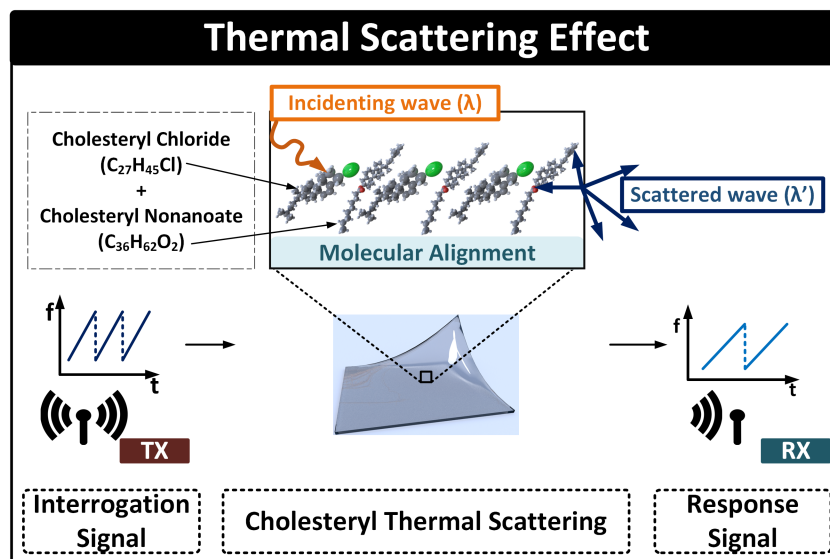 Thermal Scattering Effect
Incidenting wave (λ)
Cholesteryl Chloride
(C₂₇H₄₅Cl)
+
Cholesteryl Nonanoate
(C₃₆H₆₂O₂)
Scattered wave (λ’)
Molecular Alignment
f
t
f
t
TX
RX
Interrogation
Signal
Cholesteryl Thermal Scattering
Response
Signal